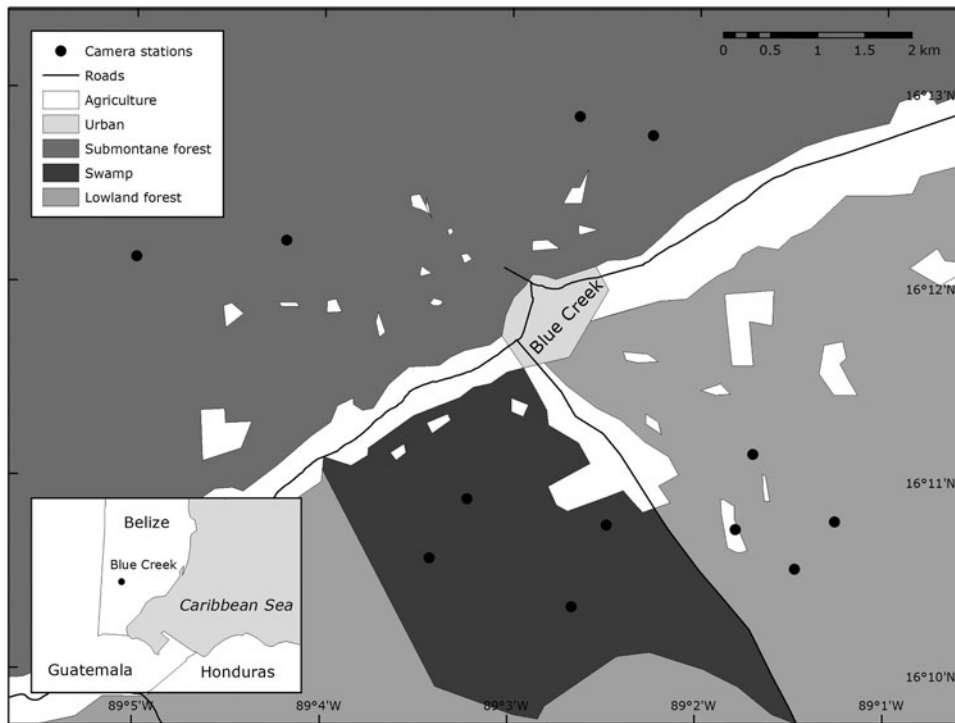 Camera stations
Roads
Agriculture
Urban
Submontane forest
Swamp
Lowland forest
0 0.5 1 1.5 2 km
16°13'N
16°12'N
Blue Creek
16°11'N
Belize
Blue Creek
Caribbean Sea
Guatemala
Honduras
16°10'N
89°5'W
89°4'W
89°3'W
89°2'W
89°1'W